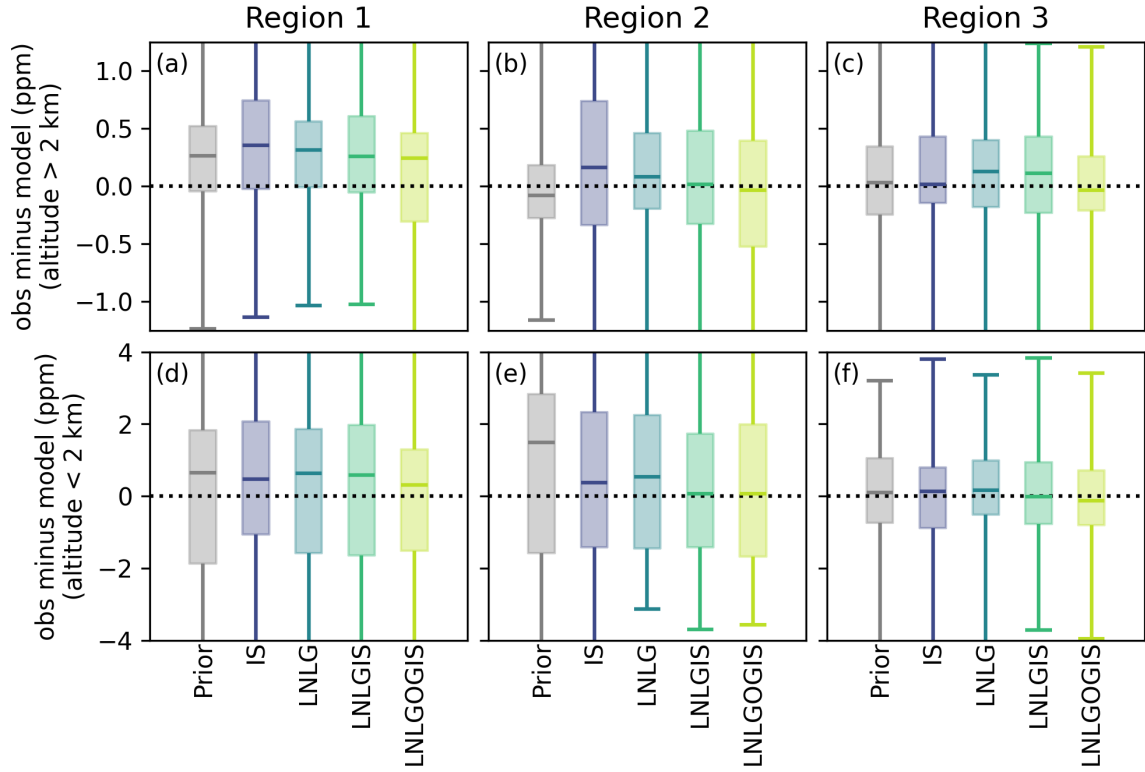 Region 1
Region 2
Region 3
obs minus model (ppm)
(altitude > 2 km)
1.0
0.5
0.0
−0.5
−1.0
(a)
(b)
(c)
obs minus model (ppm)
(altitude < 2 km)
4
2
0
−2
−4
(d)
(e)
(f)
Prior
IS
LNLG
LNLGIS
LNLGOGIS
Prior
IS
LNLG
LNLGIS
LNLGOGIS
Prior
IS
LNLG
LNLGIS
LNLGOGIS